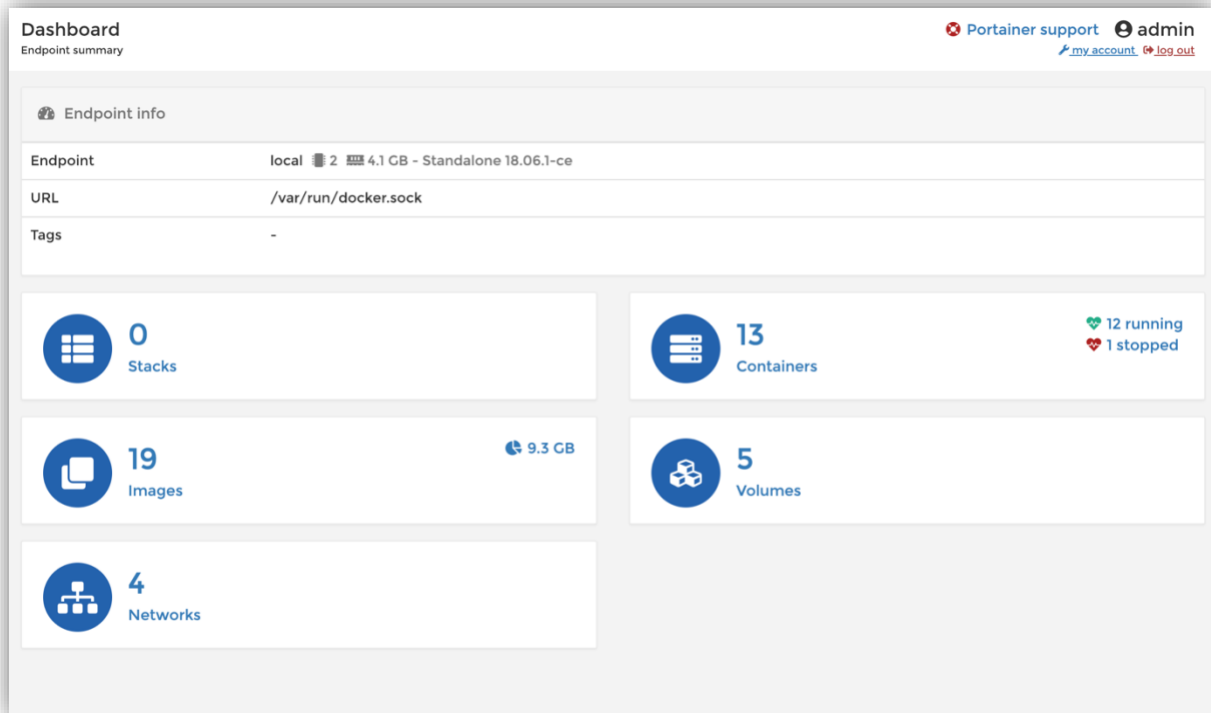 Dashboard
Portainer support admin
Endpoint summary
my account log out
Endpoint info
Endpoint local 2 4.1 GB - Standalone 18.06.1-ce
URL /var/run/docker.sock
Tags -
0
Stacks
13
Containers
12 running
1 stopped
19
Images
9.3 GB
5
Volumes
4
Networks